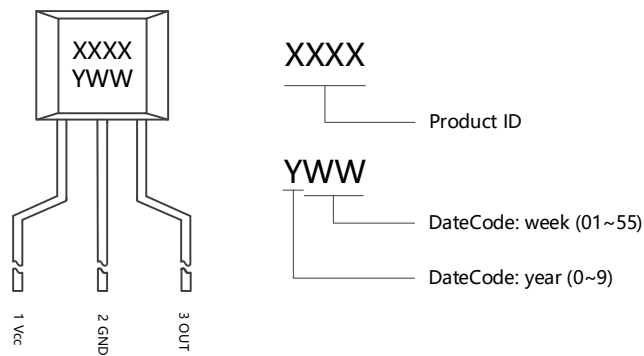 XXXX
YWW
1 Vcc
2 GND
3 OUT
XXXX
Product ID
YWW
DateCode: week (01~55)
DateCode: year (0~9)